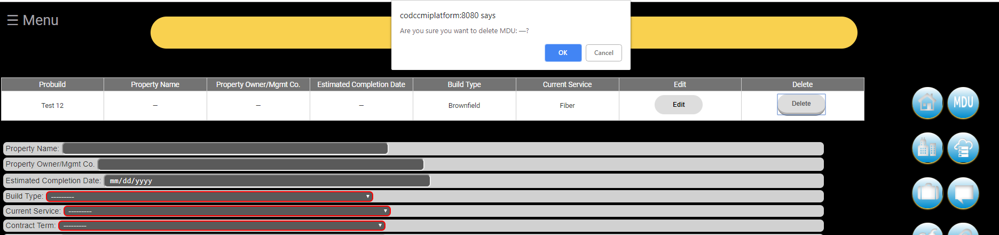 codccmiplatform:8080 says
Are you sure you want to delete MDU: —?
OK Cancel
☰ Menu
Probuild Property Name Property Owner/Mgmt Co. Estimated Completion Date Build Type Current Service Edit Delete
Test 12 — — — Brownfield Fiber Edit Delete
MDU
Property Name:
Property Owner/Mgmt Co.
Estimated Completion Date: mm/dd/yyyy
Build Type: ---------
Current Service: ---------
Contract Term: ---------